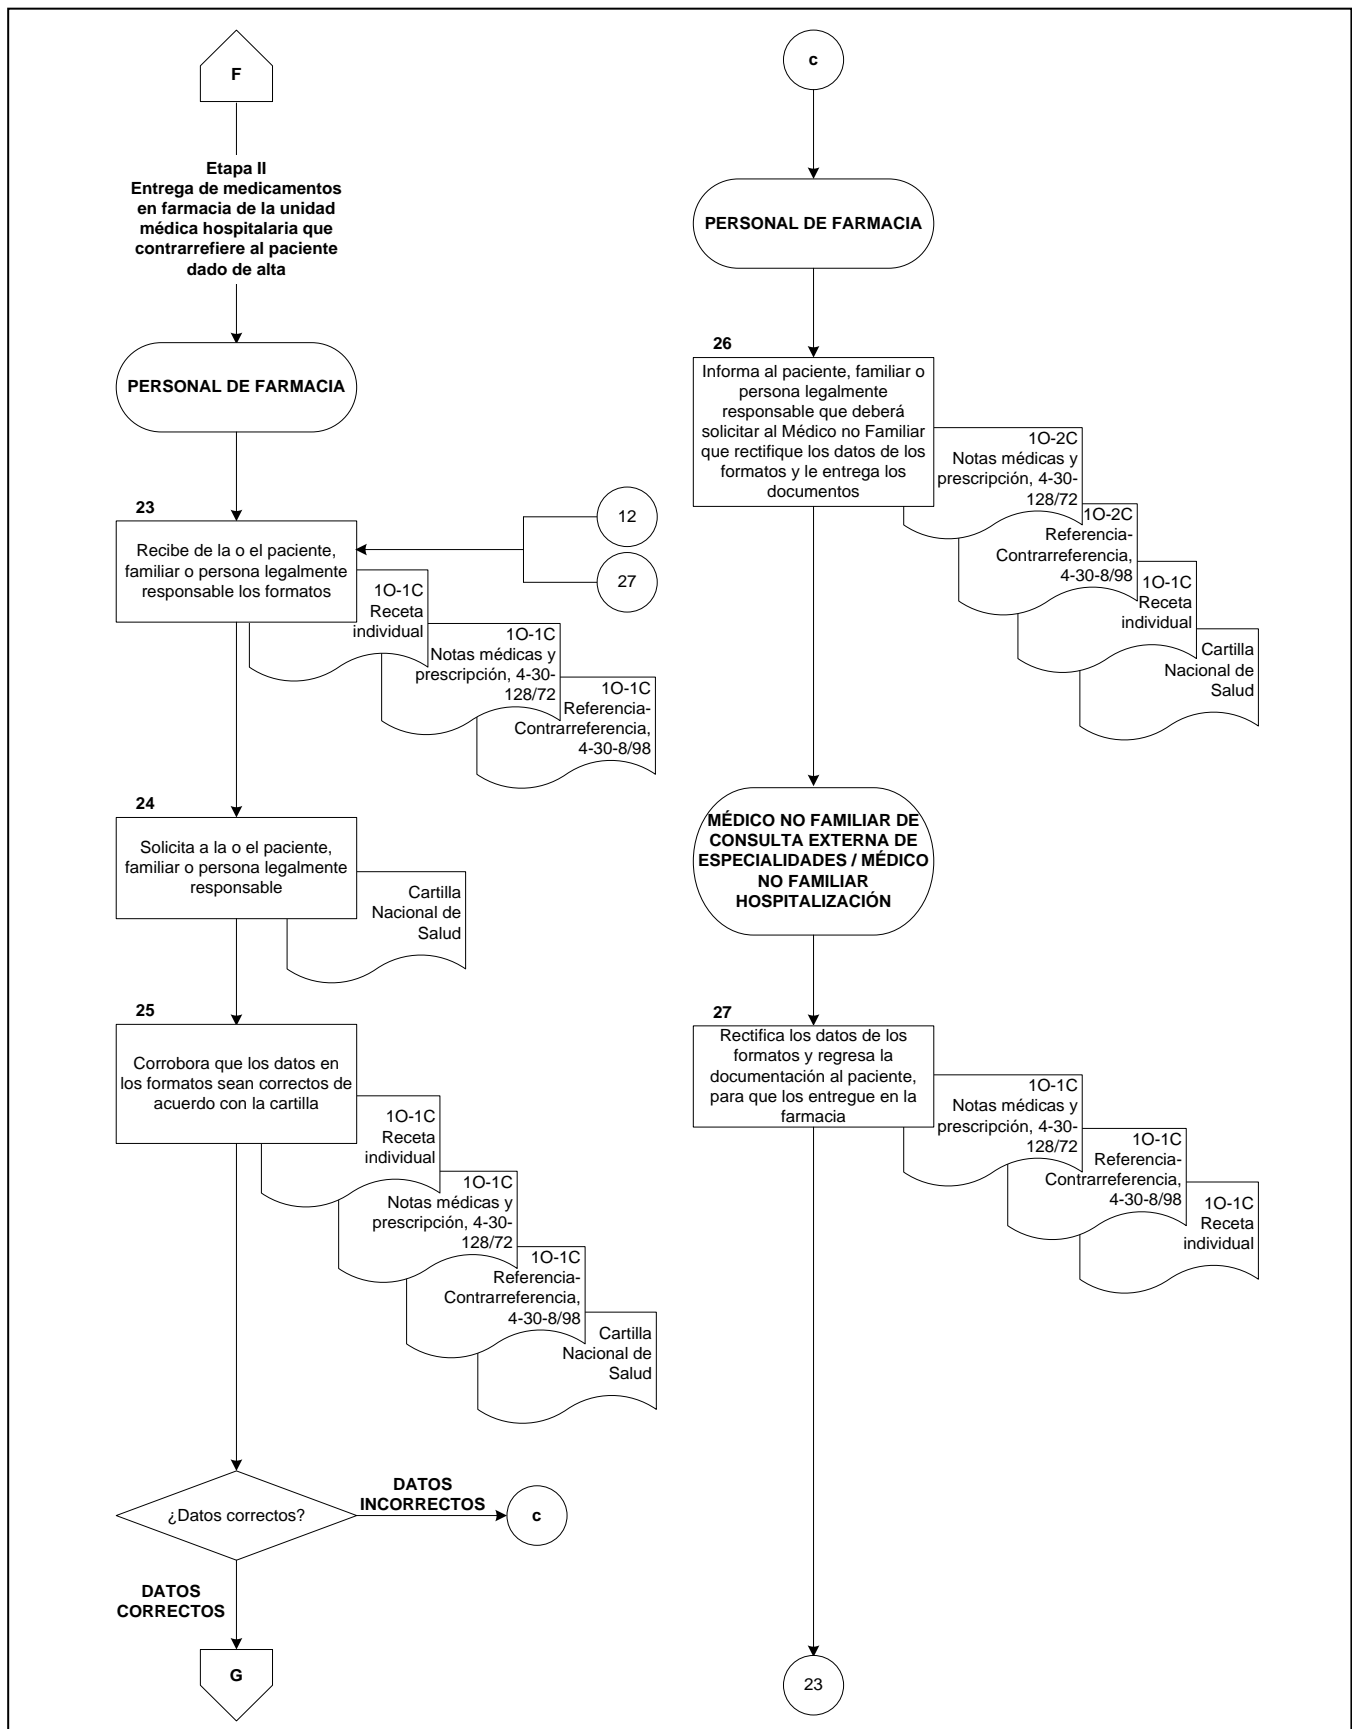 F
Etapa II
Entrega de medicamentos
en farmacia de la unidad
médica hospitalaria que
contrarrefiere al paciente
dado de alta
PERSONAL DE FARMACIA
23
Recibe de la o el paciente,
familiar o persona legalmente
responsable los formatos
12
27
1O-1C
Receta
individual
1O-1C
Notas médicas y
prescripción, 4-30-
128/72
1O-1C
Referencia-
Contrarreferencia,
4-30-8/98
24
Solicita a la o el paciente,
familiar o persona legalmente
responsable
Cartilla
Nacional de
Salud
25
Corrobora que los datos en
los formatos sean correctos de
acuerdo con la cartilla
1O-1C
Receta
individual
1O-1C
Notas médicas y
prescripción, 4-30-
128/72
1O-1C
Referencia-
Contrarreferencia,
4-30-8/98
Cartilla
Nacional de
Salud
¿Datos correctos?
DATOS
INCORRECTOS
c
DATOS
CORRECTOS
G
c
PERSONAL DE FARMACIA
26
Informa al paciente, familiar o
persona legalmente
responsable que deberá
solicitar al Médico no Familiar
que rectifique los datos de los
formatos y le entrega los
documentos
1O-2C
Notas médicas y
prescripción, 4-30-
128/72
1O-2C
Referencia-
Contrarreferencia,
4-30-8/98
1O-1C
Receta
individual
Cartilla
Nacional de
Salud
MÉDICO NO FAMILIAR DE
CONSULTA EXTERNA DE
ESPECIALIDADES / MÉDICO
NO FAMILIAR
HOSPITALIZACIÓN
27
Rectifica los datos de los
formatos y regresa la
documentación al paciente,
para que los entregue en la
farmacia
1O-1C
Notas médicas y
prescripción, 4-30-
128/72
1O-1C
Referencia-
Contrarreferencia,
4-30-8/98
1O-1C
Receta
individual
23